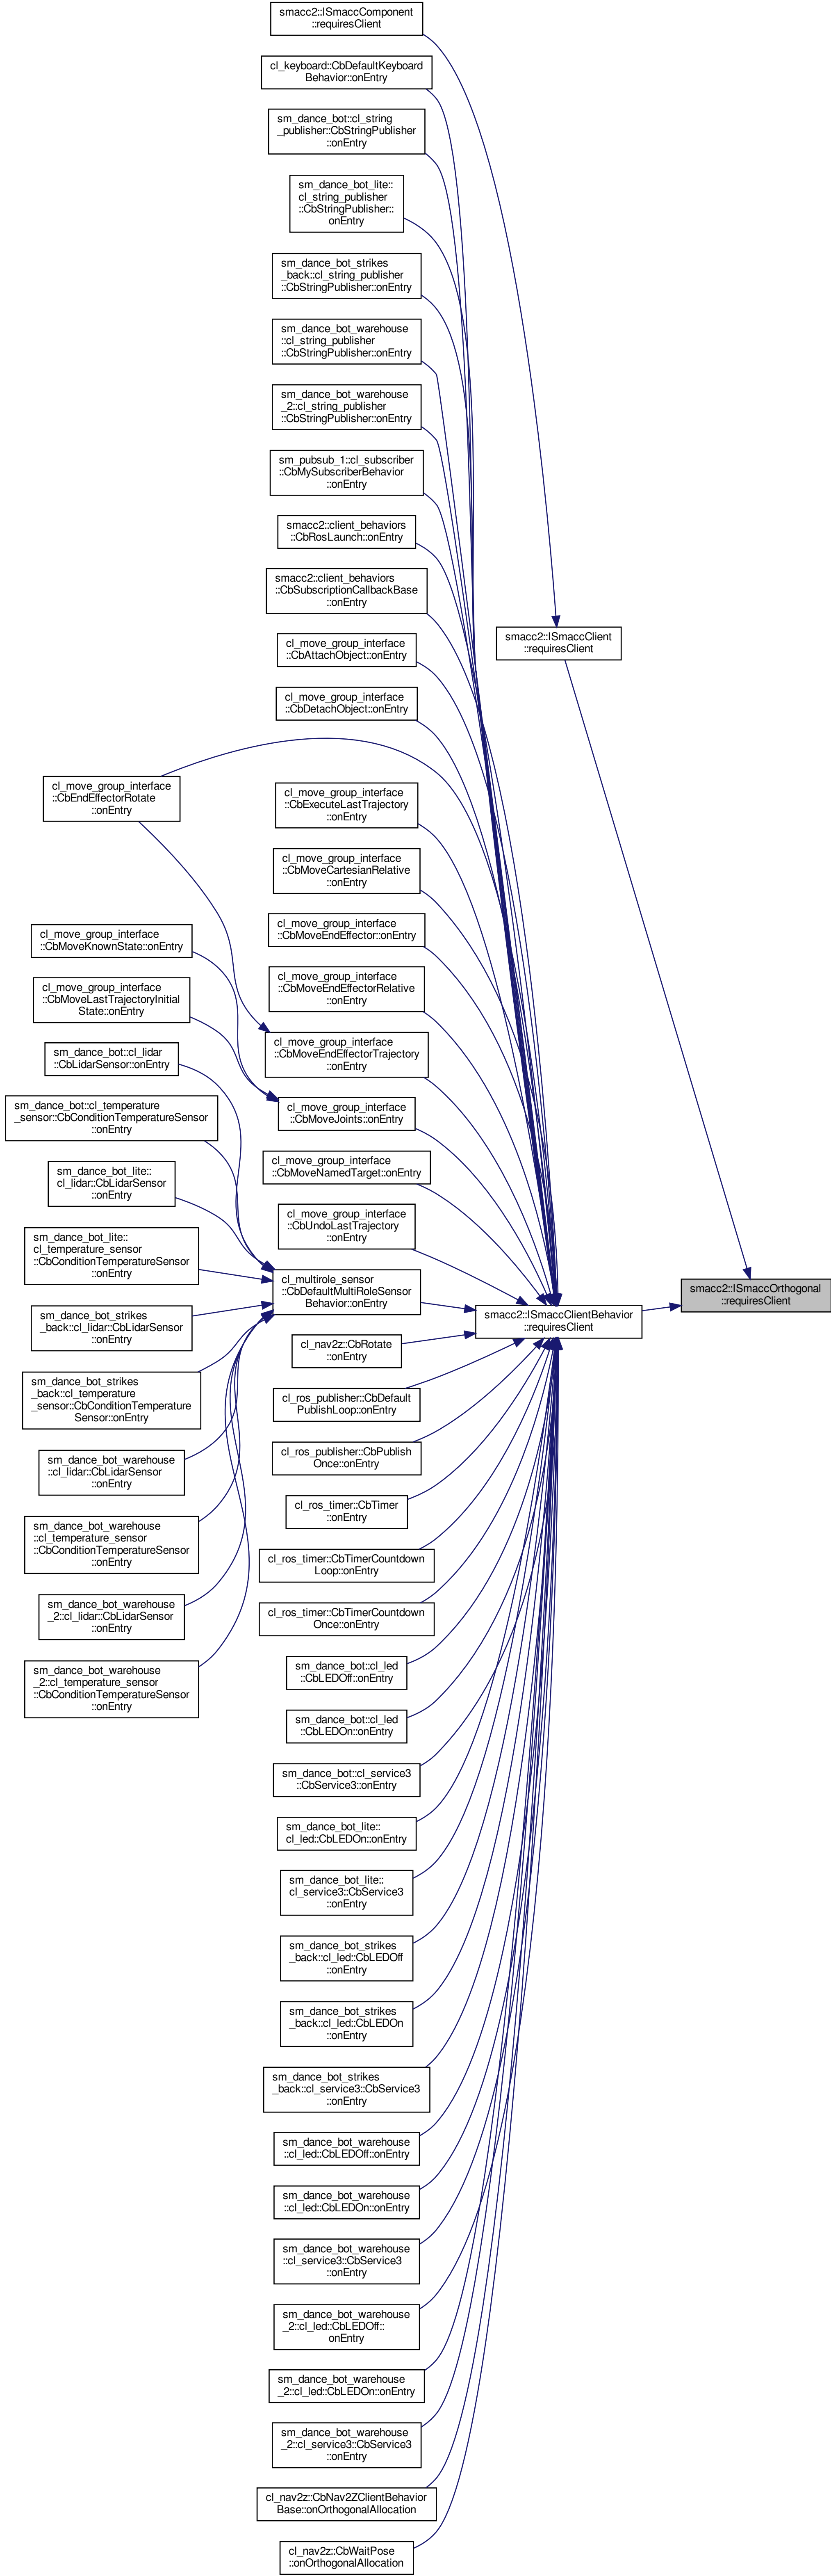 smacc2::ISmaccComponent
::requiresClient
cl_keyboard::CbDefaultKeyboard
Behavior::onEntry
sm_dance_bot::cl_string
_publisher::CbStringPublisher
::onEntry
sm_dance_bot_lite::
cl_string_publisher
::CbStringPublisher::
onEntry
sm_dance_bot_strikes
_back::cl_string_publisher
::CbStringPublisher::onEntry
sm_dance_bot_warehouse
::cl_string_publisher
::CbStringPublisher::onEntry
sm_dance_bot_warehouse
_2::cl_string_publisher
::CbStringPublisher::onEntry
sm_pubsub_1::cl_subscriber
::CbMySubscriberBehavior
::onEntry
smacc2::client_behaviors
::CbRosLaunch::onEntry
smacc2::client_behaviors
::CbSubscriptionCallbackBase
::onEntry
smacc2::ISmaccClient
::requiresClient
cl_move_group_interface
::CbAttachObject::onEntry
cl_move_group_interface
::CbDetachObject::onEntry
cl_move_group_interface
::CbEndEffectorRotate
::onEntry
cl_move_group_interface
::CbExecuteLastTrajectory
::onEntry
cl_move_group_interface
::CbMoveCartesianRelative
::onEntry
cl_move_group_interface
::CbMoveEndEffector::onEntry
cl_move_group_interface
::CbMoveKnownState::onEntry
cl_move_group_interface
::CbMoveEndEffectorRelative
::onEntry
cl_move_group_interface
::CbMoveLastTrajectoryInitial
State::onEntry
cl_move_group_interface
::CbMoveEndEffectorTrajectory
::onEntry
sm_dance_bot::cl_lidar
::CbLidarSensor::onEntry
cl_move_group_interface
::CbMoveJoints::onEntry
sm_dance_bot::cl_temperature
_sensor::CbConditionTemperatureSensor
::onEntry
cl_move_group_interface
::CbMoveNamedTarget::onEntry
sm_dance_bot_lite::
cl_lidar::CbLidarSensor
::onEntry
cl_move_group_interface
::CbUndoLastTrajectory
::onEntry
sm_dance_bot_lite::
cl_temperature_sensor
::CbConditionTemperatureSensor
::onEntry
cl_multirole_sensor
::CbDefaultMultiRoleSensor
Behavior::onEntry
smacc2::ISmaccOrthogonal
::requiresClient
smacc2::ISmaccClientBehavior
::requiresClient
sm_dance_bot_strikes
_back::cl_lidar::CbLidarSensor
::onEntry
cl_nav2z::CbRotate
::onEntry
sm_dance_bot_strikes
_back::cl_temperature
_sensor::CbConditionTemperature
Sensor::onEntry
cl_ros_publisher::CbDefault
PublishLoop::onEntry
cl_ros_publisher::CbPublish
Once::onEntry
sm_dance_bot_warehouse
::cl_lidar::CbLidarSensor
::onEntry
cl_ros_timer::CbTimer
::onEntry
sm_dance_bot_warehouse
::cl_temperature_sensor
::CbConditionTemperatureSensor
::onEntry
cl_ros_timer::CbTimerCountdown
Loop::onEntry
sm_dance_bot_warehouse
_2::cl_lidar::CbLidarSensor
::onEntry
cl_ros_timer::CbTimerCountdown
Once::onEntry
sm_dance_bot_warehouse
_2::cl_temperature_sensor
::CbConditionTemperatureSensor
::onEntry
sm_dance_bot::cl_led
::CbLEDOff::onEntry
sm_dance_bot::cl_led
::CbLEDOn::onEntry
sm_dance_bot::cl_service3
::CbService3::onEntry
sm_dance_bot_lite::
cl_led::CbLEDOn::onEntry
sm_dance_bot_lite::
cl_service3::CbService3
::onEntry
sm_dance_bot_strikes
_back::cl_led::CbLEDOff
::onEntry
sm_dance_bot_strikes
_back::cl_led::CbLEDOn
::onEntry
sm_dance_bot_strikes
_back::cl_service3::CbService3
::onEntry
sm_dance_bot_warehouse
::cl_led::CbLEDOff::onEntry
sm_dance_bot_warehouse
::cl_led::CbLEDOn::onEntry
sm_dance_bot_warehouse
::cl_service3::CbService3
::onEntry
sm_dance_bot_warehouse
_2::cl_led::CbLEDOff::
onEntry
sm_dance_bot_warehouse
_2::cl_led::CbLEDOn::onEntry
sm_dance_bot_warehouse
_2::cl_service3::CbService3
::onEntry
cl_nav2z::CbNav2ZClientBehavior
Base::onOrthogonalAllocation
cl_nav2z::CbWaitPose
::onOrthogonalAllocation